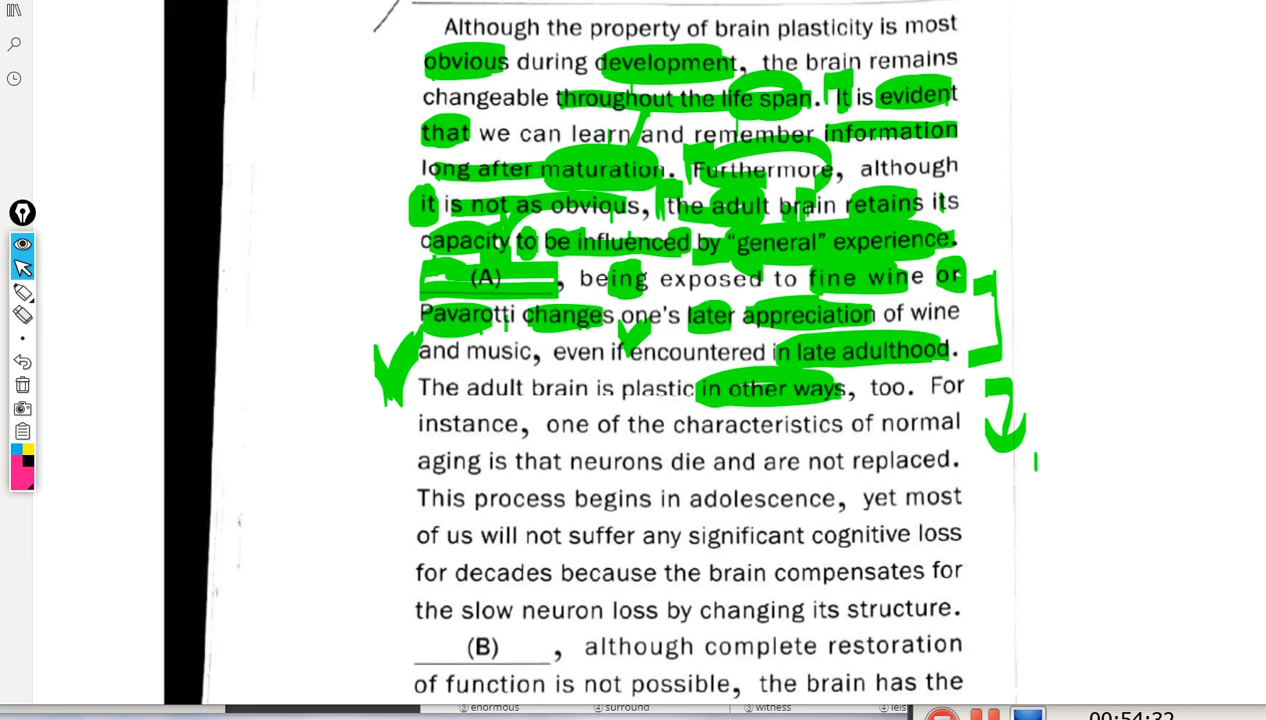 Although the property of brain plasticity is most
obvious during development, the brain remains
changeable throughout the life span. It is evident
that we can learn and remember information
long after maturation. Furthermore, although
it is not as obvious, the adult brain retains its
capacity to be influenced by “general” experience.
(A) , being exposed to fine wine or
Pavarotti changes one's later appreciation of wine
and music, even if encountered in late adulthood.
The adult brain is plastic in other ways, too. For
instance, one of the characteristics of normal
aging is that neurons die and are not replaced.
This process begins in adolescence, yet most
of us will not suffer any significant cognitive loss
for decades because the brain compensates for
the slow neuron loss by changing its structure.
(B) , although complete restoration
of function is not possible, the brain has the
② enormous ④ surround ② witness
00:54:32